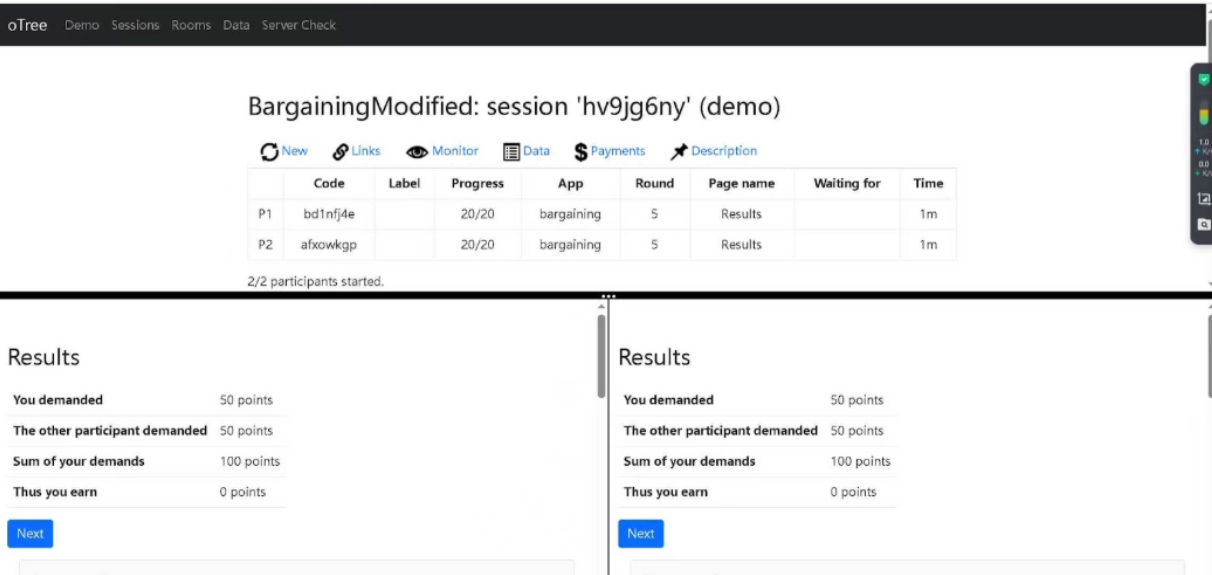 oTree Demo Sessions Rooms Data Server Check
BargainingModified: session 'hv9jg6ny' (demo)
New Links Monitor Data Payments Description
Code Label Progress App Round Page name Waiting for Time
P1 bd1nfj4e 20/20 bargaining 5 Results 1m
P2 afxowkgp 20/20 bargaining 5 Results 1m
2/2 participants started.
Results
You demanded 50 points
The other participant demanded 50 points
Sum of your demands 100 points
Thus you earn 0 points
Next
Results
You demanded 50 points
The other participant demanded 50 points
Sum of your demands 100 points
Thus you earn 0 points
Next
1.0
0.0